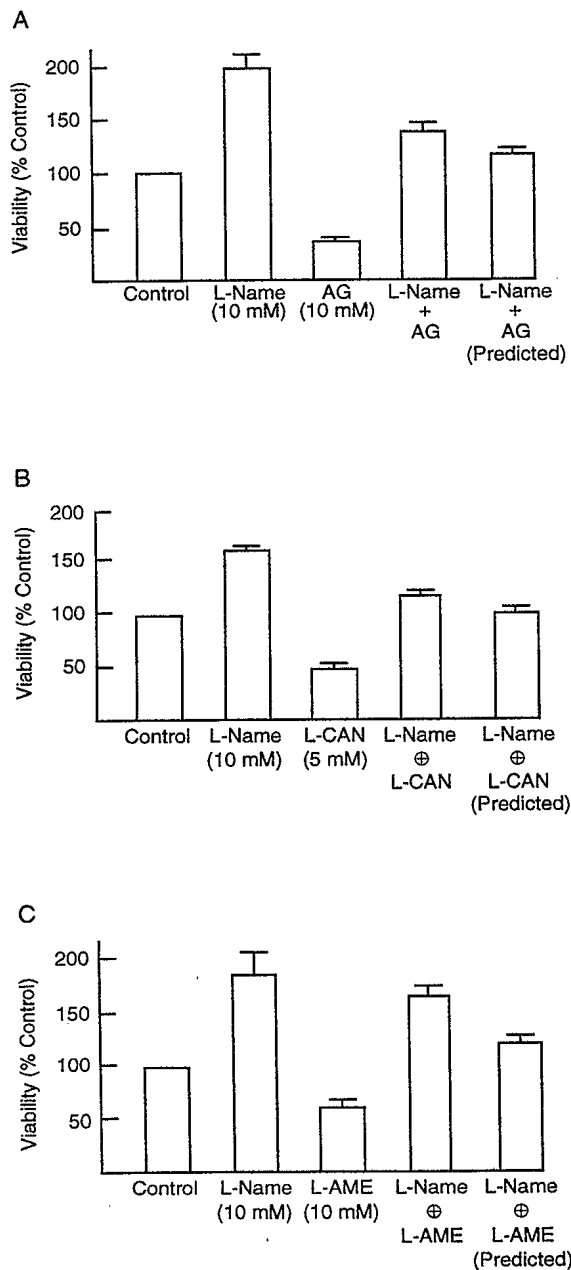 A
Viability (% Control)
200
150
100
50
Control
L-Name
(10 mM)
AG
(10 mM)
L-Name
+
AG
L-Name
+
AG
(Predicted)
B
Viability (% Control)
200
150
100
50
Control
L-Name
(10 mM)
L-CAN
(5 mM)
L-Name
⊕
L-CAN
L-Name
⊕
L-CAN
(Predicted)
C
Viability (% Control)
200
150
100
50
Control
L-Name
(10 mM)
L-AME
(10 mM)
L-Name
⊕
L-AME
L-Name
⊕
L-AME
(Predicted)